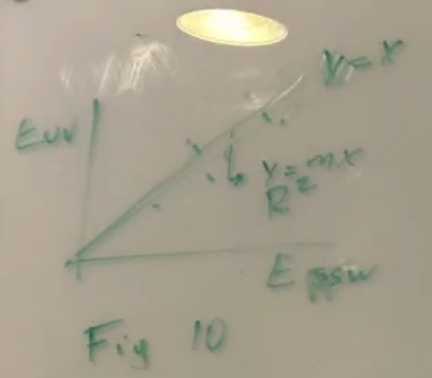 y = x
Euv
y = mx
R²
E
Fig 10